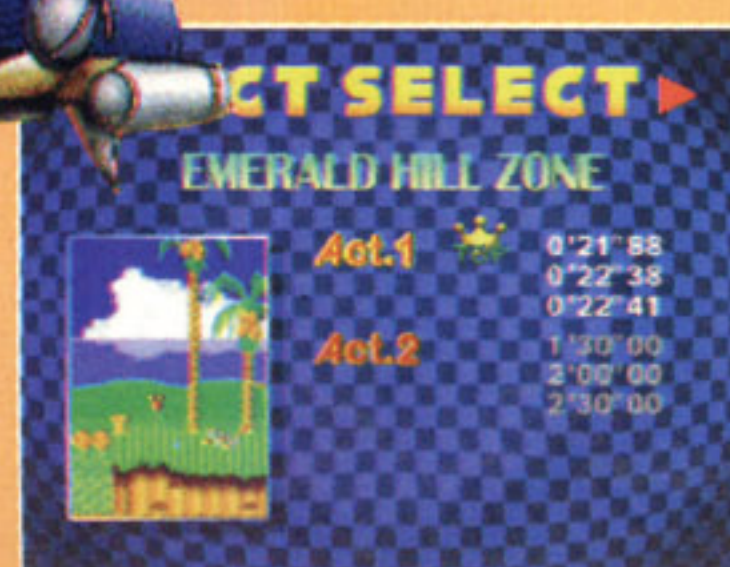 CT SELECT
EMERALD HILL ZONE
Act.1
0'21"88
0'22"38
0'22"41
Act.2
1'30"00
2'00"00
2'30"00